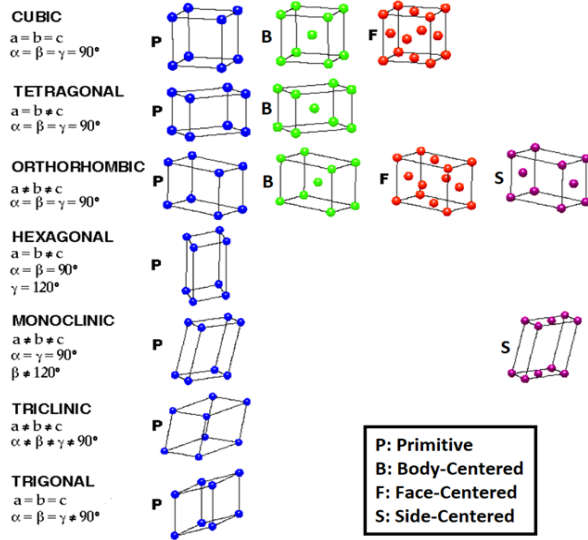 CUBIC
a = b = c
α = β = γ = 90°
P
B
F
TETRAGONAL
a = b ≠ c
α = β = γ = 90°
P
B
ORTHORHOMBIC
a ≠ b ≠ c
α = β = γ = 90°
P
B
F
S
HEXAGONAL
a = b ≠ c
α = β = 90°
γ = 120°
P
MONOCLINIC
a ≠ b ≠ c
α = γ = 90°
β ≠ 120°
P
S
TRICLINIC
a ≠ b ≠ c
α ≠ β ≠ γ ≠ 90°
P
TRIGONAL
a = b = c
α = β = γ ≠ 90°
P
P: Primitive
B: Body-Centered
F: Face-Centered
S: Side-Centered